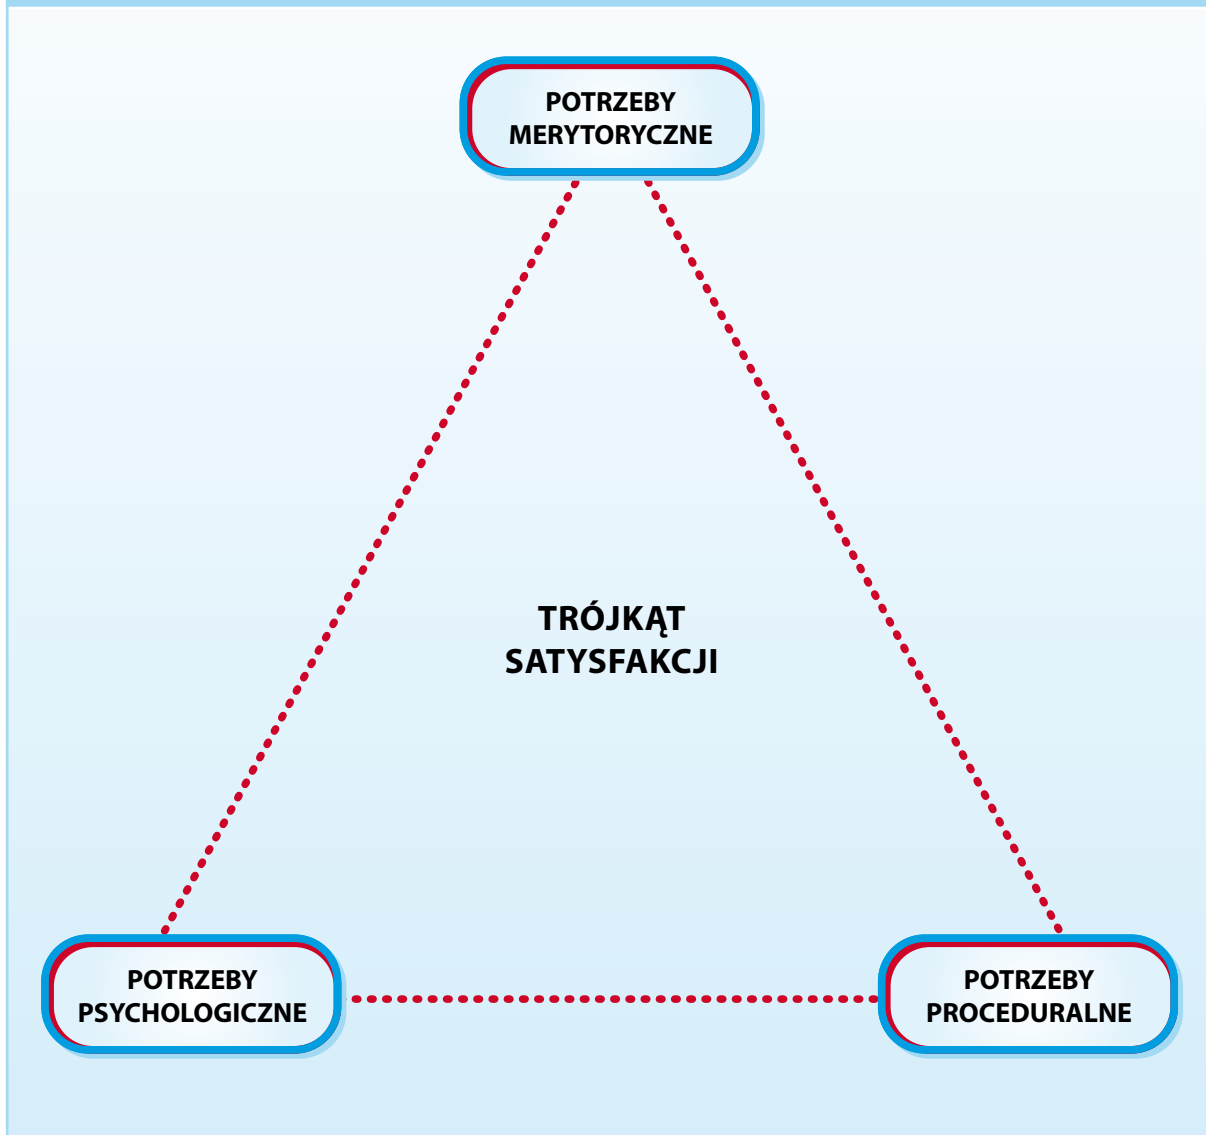 POTRZEBY
MERYTORYCZNE
TRÓJKĄT
SATYSFAKCJI
POTRZEBY
PSYCHOLOGICZNE
POTRZEBY
PROCEDURALNE